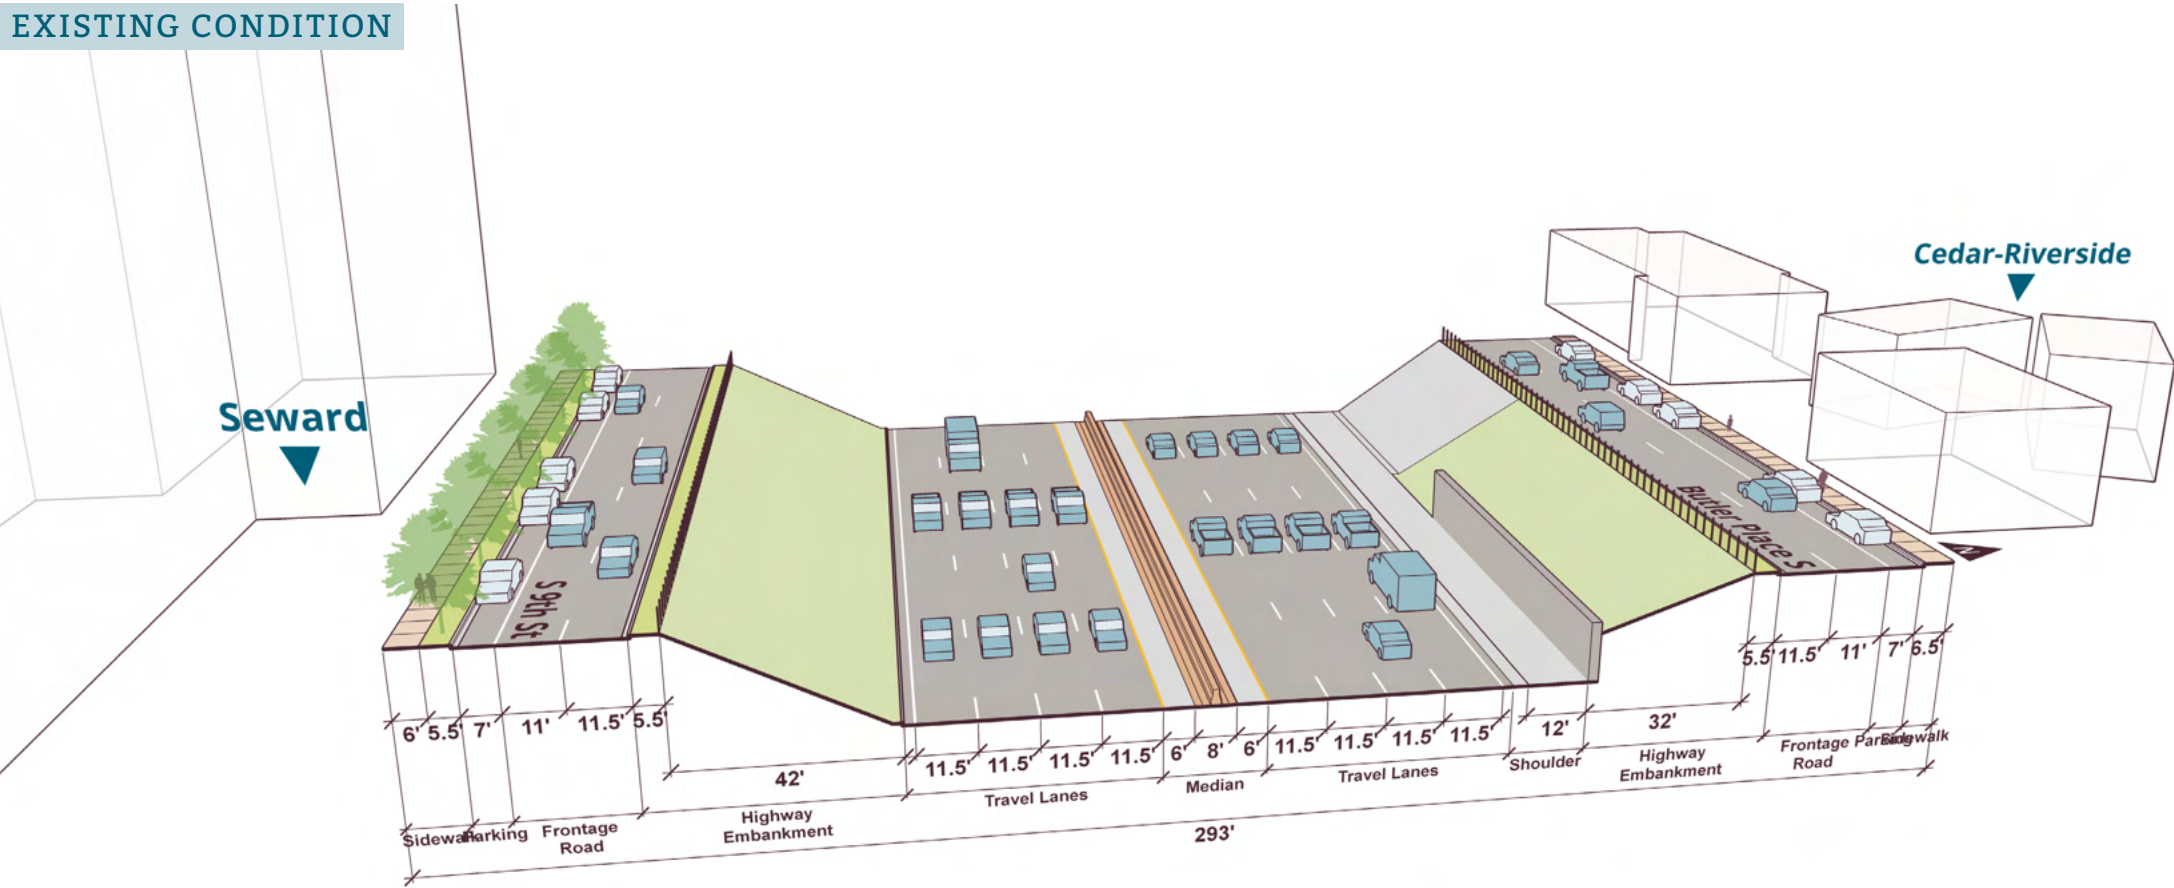 EXISTING CONDITION
Seward
Cedar-Riverside
S 9th St
Butler Place S
N
6' 5.5' 7' 11' 11.5' 5.5'
42'
11.5' 11.5' 11.5' 11.5' 6' 8' 6' 11.5' 11.5' 11.5' 11.5' 12'
32'
5.5' 11.5' 11' 7' 6.5'
Sidewalk Parking Frontage
Road
Highway
Embankment
Travel Lanes
Median
Travel Lanes
Shoulder
Highway
Embankment
Frontage Parking Sidewalk
Road
293'